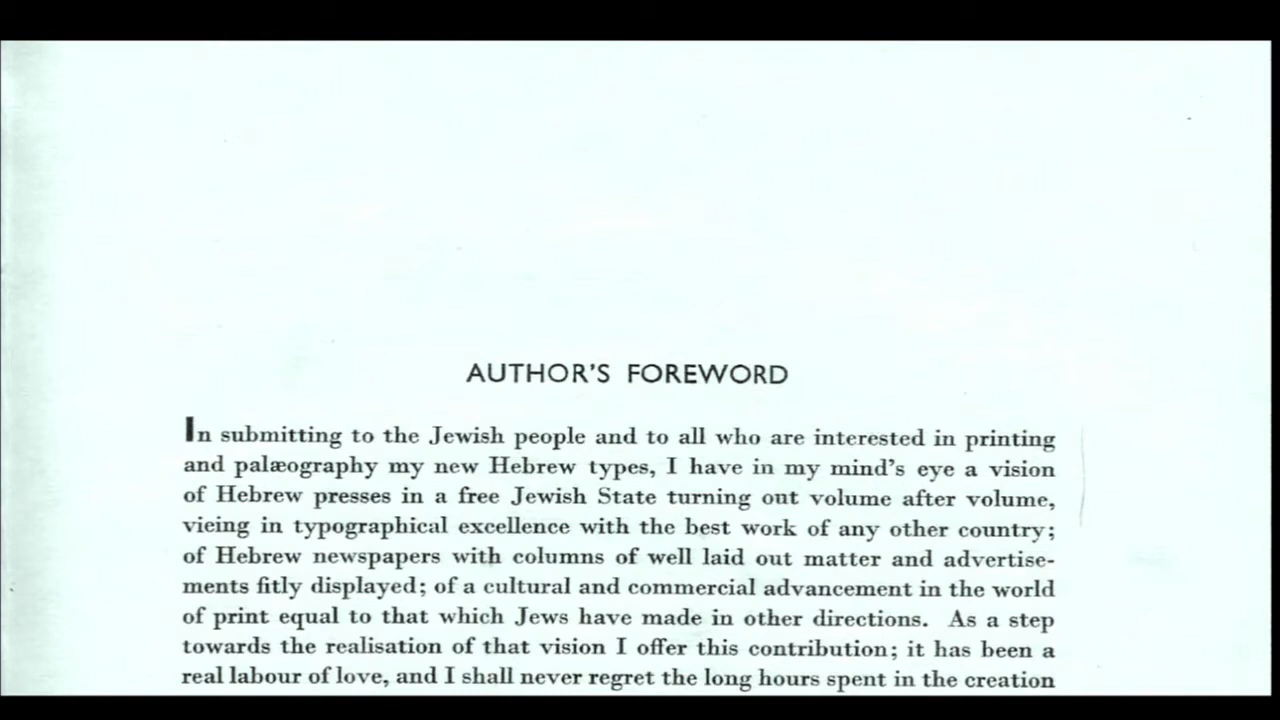 AUTHOR'S FOREWORD
In submitting to the Jewish people and to all who are interested in printing
and palæography my new Hebrew types, I have in my mind's eye a vision
of Hebrew presses in a free Jewish State turning out volume after volume,
vieing in typographical excellence with the best work of any other country;
of Hebrew newspapers with columns of well laid out matter and advertise-
ments fitly displayed; of a cultural and commercial advancement in the world
of print equal to that which Jews have made in other directions. As a step
towards the realisation of that vision I offer this contribution; it has been a
real labour of love, and I shall never regret the long hours spent in the creation